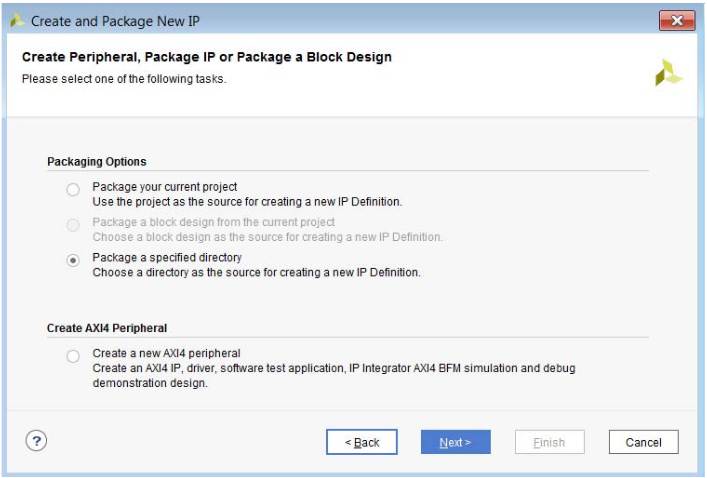 Create and Package New IP
Create Peripheral, Package IP or Package a Block Design
Please select one of the following tasks.
Packaging Options
Package your current project
Use the project as the source for creating a new IP Definition.
Package a block design from the current project
Choose a block design as the source for creating a new IP Definition.
Package a specified directory
Choose a directory as the source for creating a new IP Definition.
Create AXI4 Peripheral
Create a new AXI4 peripheral
Create an AXI4 IP, driver, software test application, IP Integrator AXI4 BFM simulation and debug
demonstration design.
?
< Back
Next >
Finish
Cancel